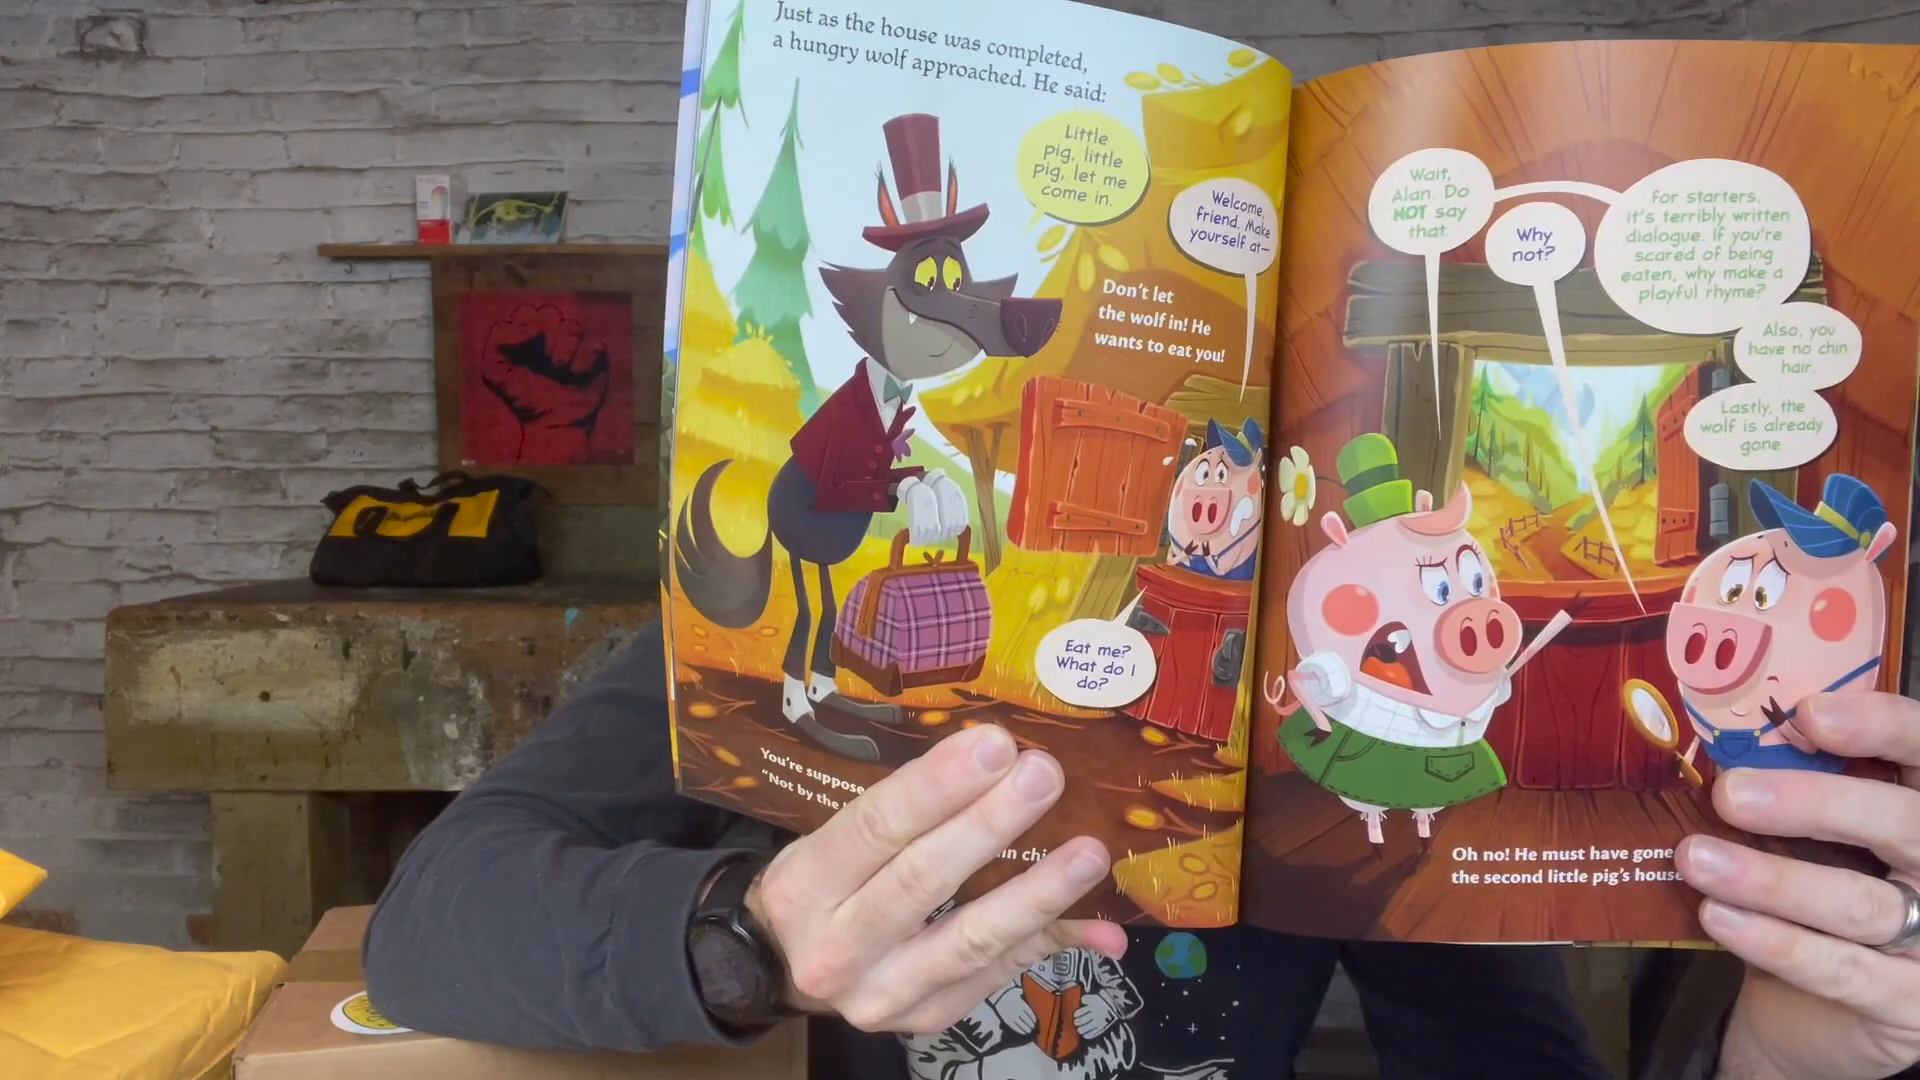 Just as the house was completed,
a hungry wolf approached. He said:
Little
pig, little
pig, let me
come in.
Welcome,
friend. Make
yourself at—
Don't let
the wolf in! He
wants to eat you!
Eat me?
What do I
do?
You're suppose
"Not by the
in chi
Wait,
Alan. Do
NOT say
that.
Why
not?
For starters,
it's terribly written
dialogue. If you're
scared of being
eaten, why make a
playful rhyme?
Also, you
have no chin
hair.
Lastly, the
wolf is already
gone
Oh no! He must have gone
the second little pig's house